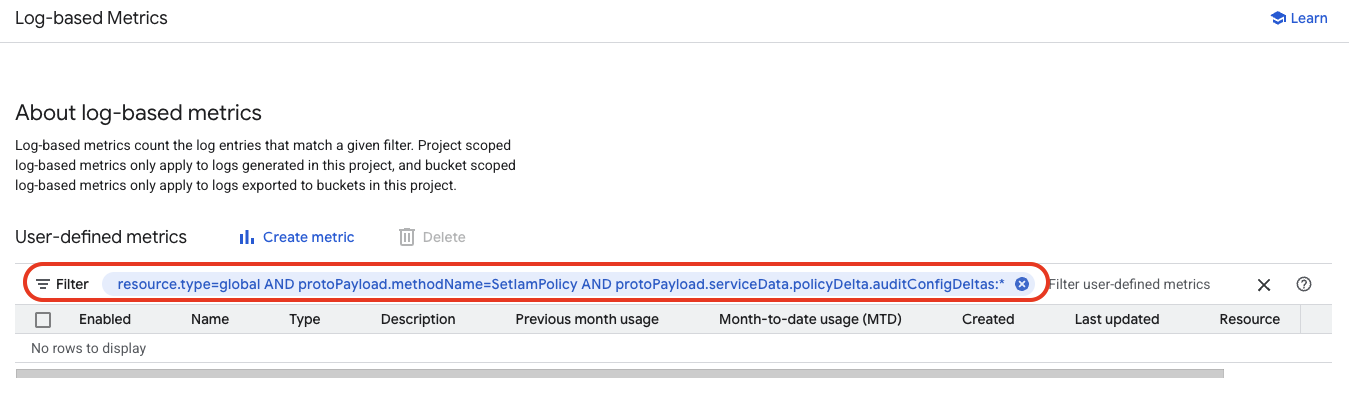 Log-based Metrics
Learn
About log-based metrics
Log-based metrics count the log entries that match a given filter. Project scoped
log-based metrics only apply to logs generated in this project, and bucket scoped
log-based metrics only apply to logs exported to buckets in this project.
User-defined metrics Create metric Delete
Filter resource.type=global AND protoPayload.methodName=SetIamPolicy AND protoPayload.serviceData.policyDelta.auditConfigDeltas:* Filter user-defined metrics
Enabled Name Type Description Previous month usage Month-to-date usage (MTD) Created Last updated Resource
No rows to display